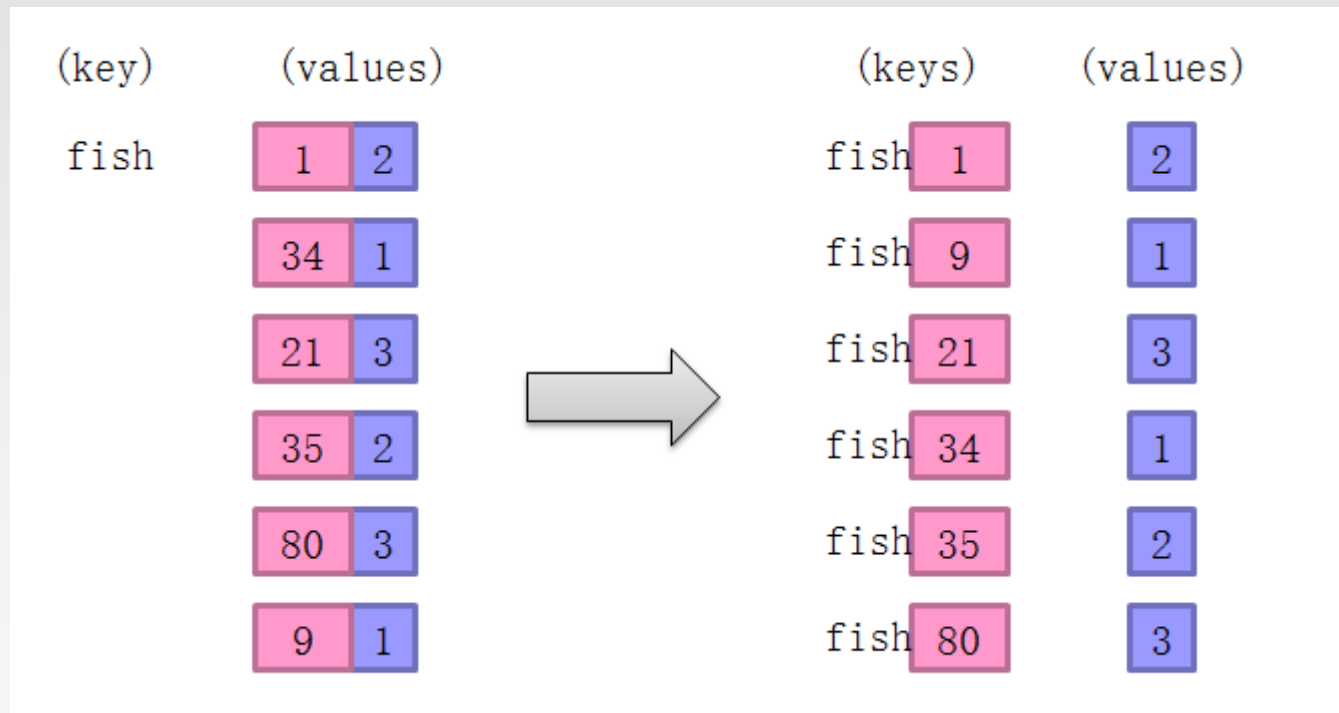 (key) (values) (keys) (values)
fish 1 2 fish 1 2
34 1 fish 9 1
21 3 fish 21 3
35 2 fish 34 1
80 3 fish 35 2
9 1 fish 80 3